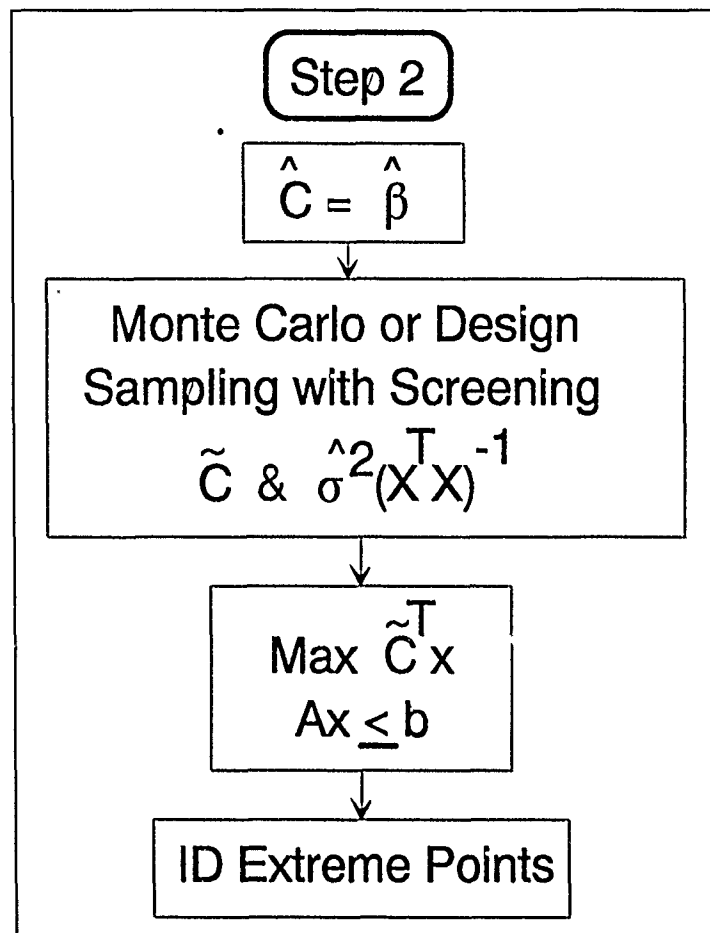 Step 2
Ĉ = β̂
Monte Carlo or Design
Sampling with Screening
C̃ & σ̂²(XᵀX)⁻¹
Max C̃ᵀx
Ax ≤ b
ID Extreme Points